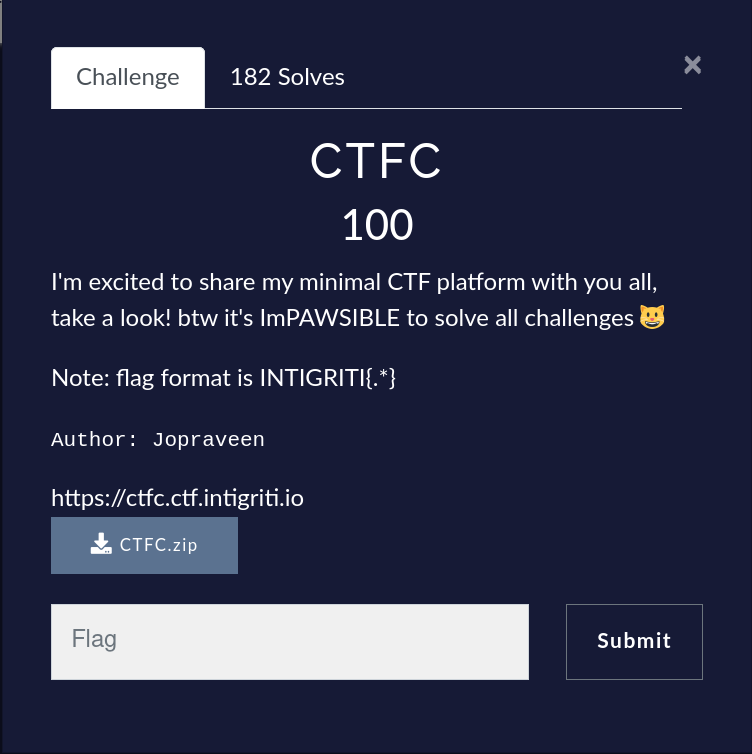 Challenge
182 Solves
×
CTFC
100
I'm excited to share my minimal CTF platform with you all,
take a look! btw it's ImPAWSIBLE to solve all challenges 😺
Note: flag format is INTIGRITI{.*}
Author: Jopraveen
https://ctfc.ctf.intigriti.io
CTFC.zip
Flag
Submit